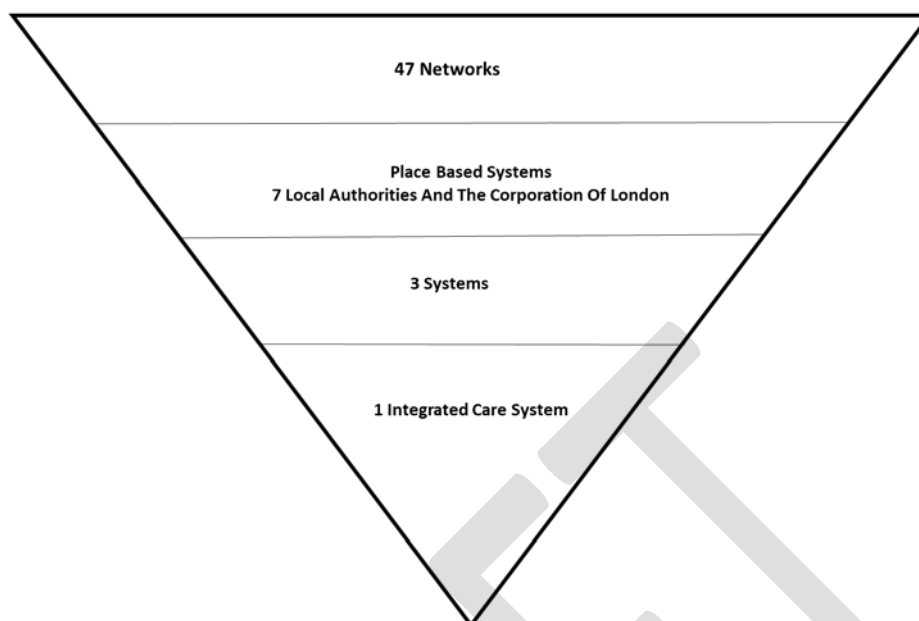 47 Networks
Place Based Systems
7 Local Authorities And The Corporation Of London
3 Systems
1 Integrated Care System